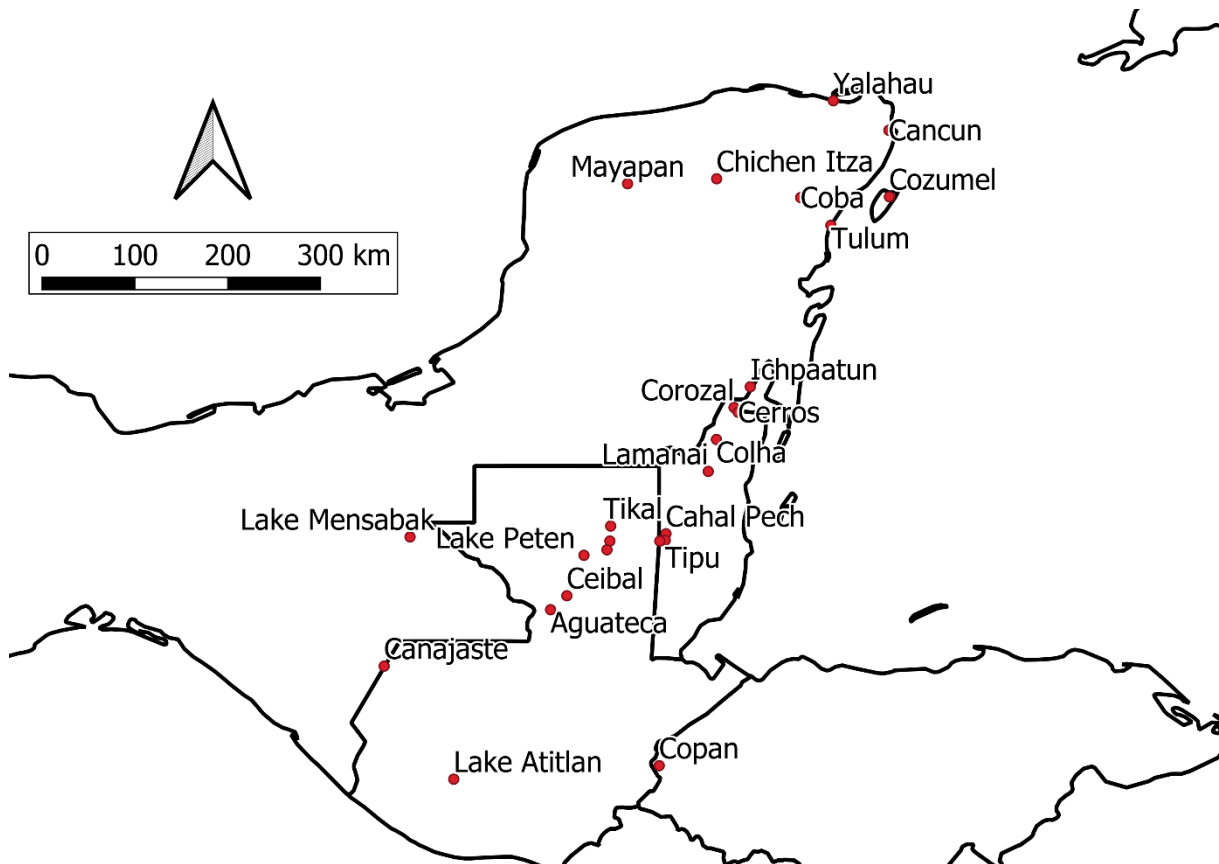 Yalahau
Cancun
Mayapan
Chichen Itza
Coba
Cozumel
Tulum
0 100 200 300 km
Ichpaatun
Corozal
Cerros
Lamanai
Colha
Tikal
Cahal Pech
Lake Mensabak
Lake Peten
Tipu
Ceibal
Aguateca
Canajaste
Copan
Lake Atitlan